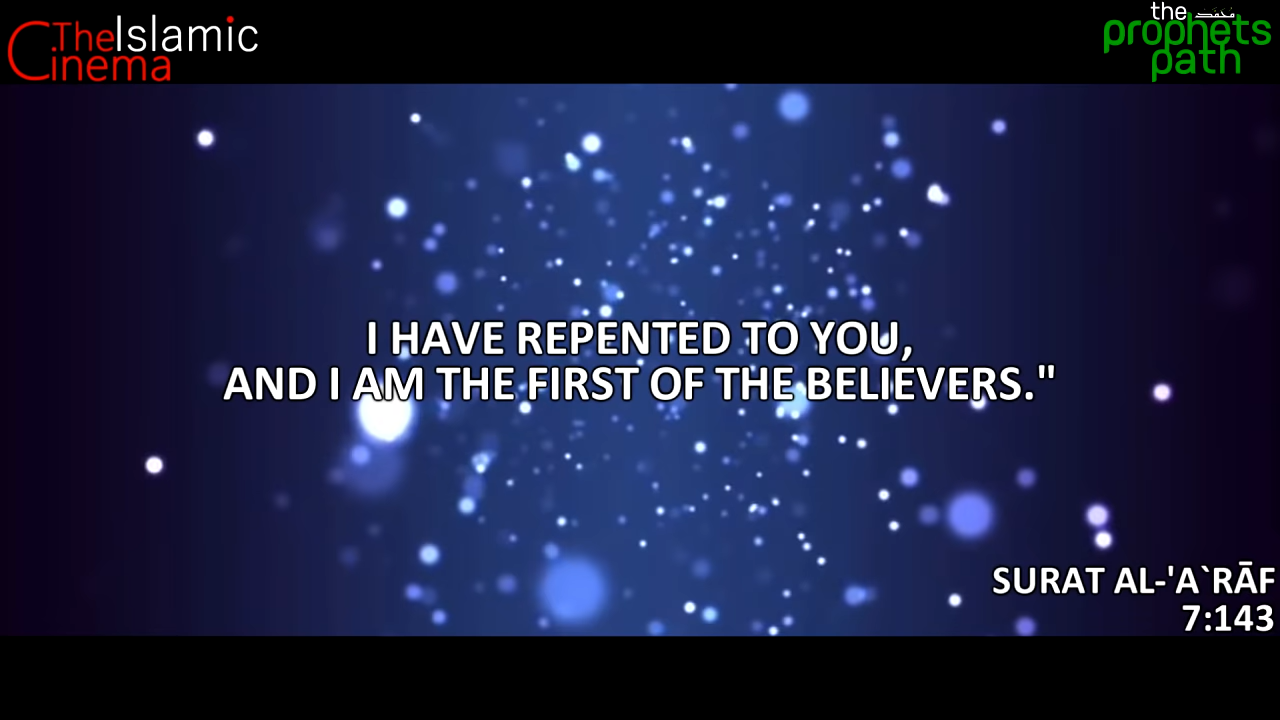 TheIslamic
Cinema
the محمد
prophets
path
I HAVE REPENTED TO YOU,
AND I AM THE FIRST OF THE BELIEVERS."
SURAT AL-'A`RĀF
7:143